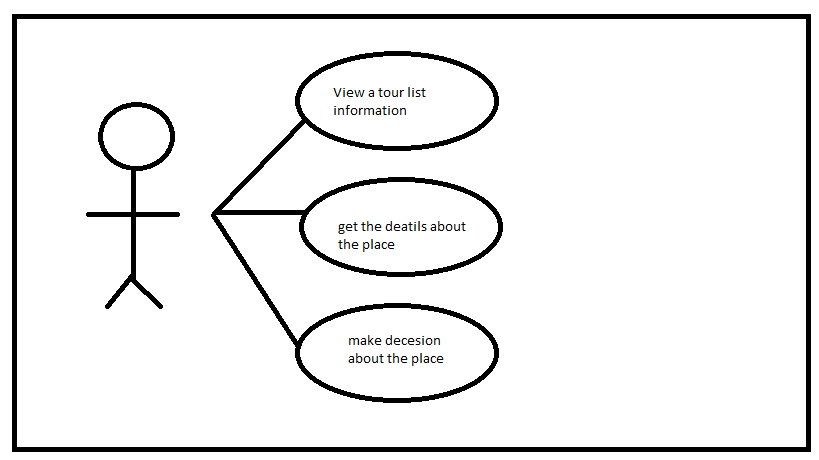 View a tour list
information
get the deatils about
the place
make decesion
about the place